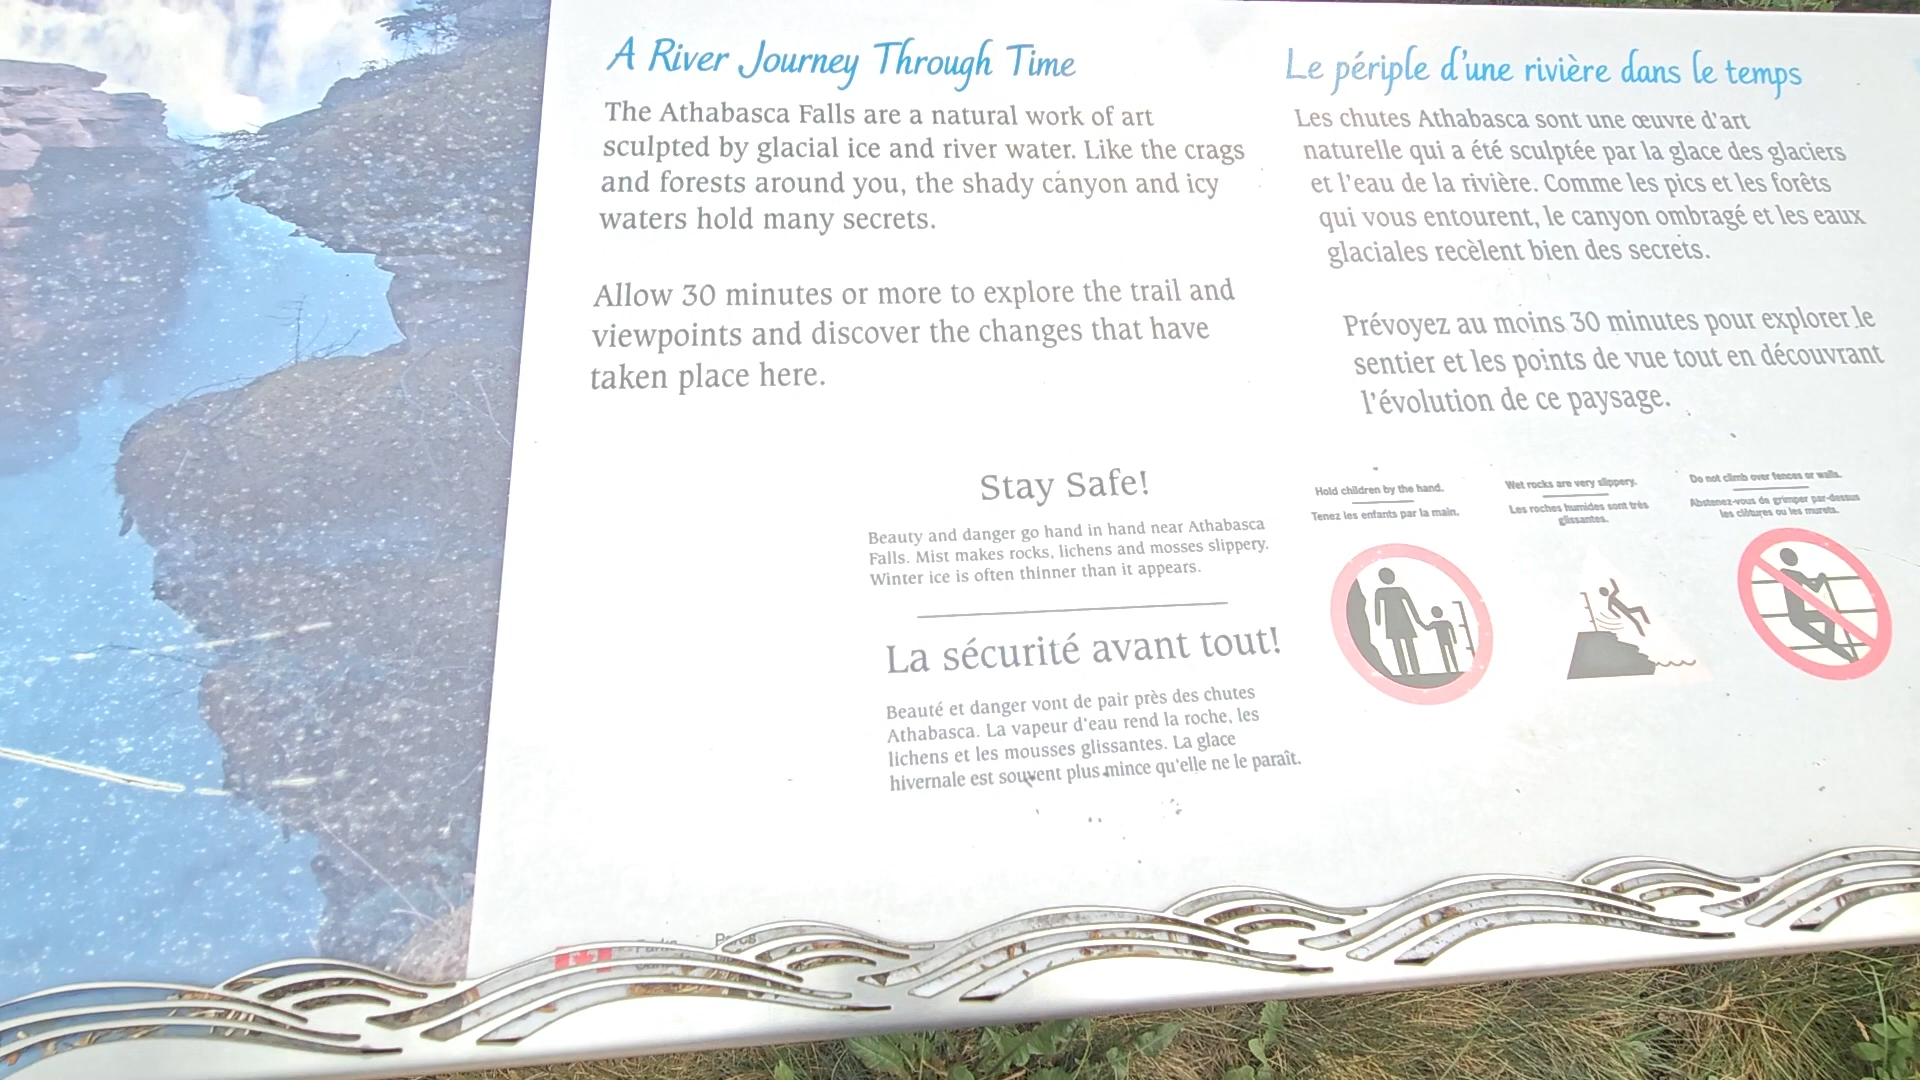 A River Journey Through Time
The Athabasca Falls are a natural work of art
sculpted by glacial ice and river water. Like the crags
and forests around you, the shady canyon and icy
waters hold many secrets.
Allow 30 minutes or more to explore the trail and
viewpoints and discover the changes that have
taken place here.
Le périple d'une rivière dans le temps
Les chutes Athabasca sont une œuvre d'art
naturelle qui a été sculptée par la glace des glaciers
et l'eau de la rivière. Comme les pics et les forêts
qui vous entourent, le canyon ombragé et les eaux
glaciales recèlent bien des secrets.
Prévoyez au moins 30 minutes pour explorer le
sentier et les points de vue tout en découvrant
l'évolution de ce paysage.
Stay Safe!
Beauty and danger go hand in hand near Athabasca
Falls. Mist makes rocks, lichens and mosses slippery.
Winter ice is often thinner than it appears.
La sécurité avant tout!
Beauté et danger vont de pair près des chutes
Athabasca. La vapeur d'eau rend la roche, les
lichens et les mousses glissantes. La glace
hivernale est souvent plus mince qu'elle ne le paraît.
Hold children by the hand.
Tenez les enfants par la main.
Wet rocks are very slippery.
Les roches humides sont très
glissantes.
Do not climb over fences or walls.
Abstenez-vous de grimper par-dessus
les clôtures ou les murets.
Parcs